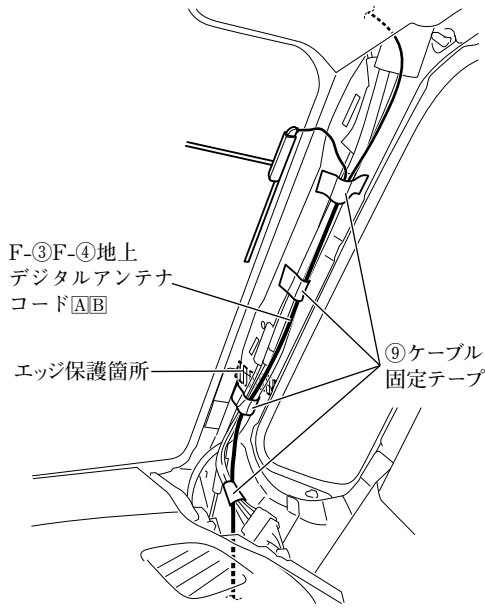 F-③F-④地上
デジタルアンテナ
コードAB
エッジ保護箇所
⑨ケーブル
固定テープ